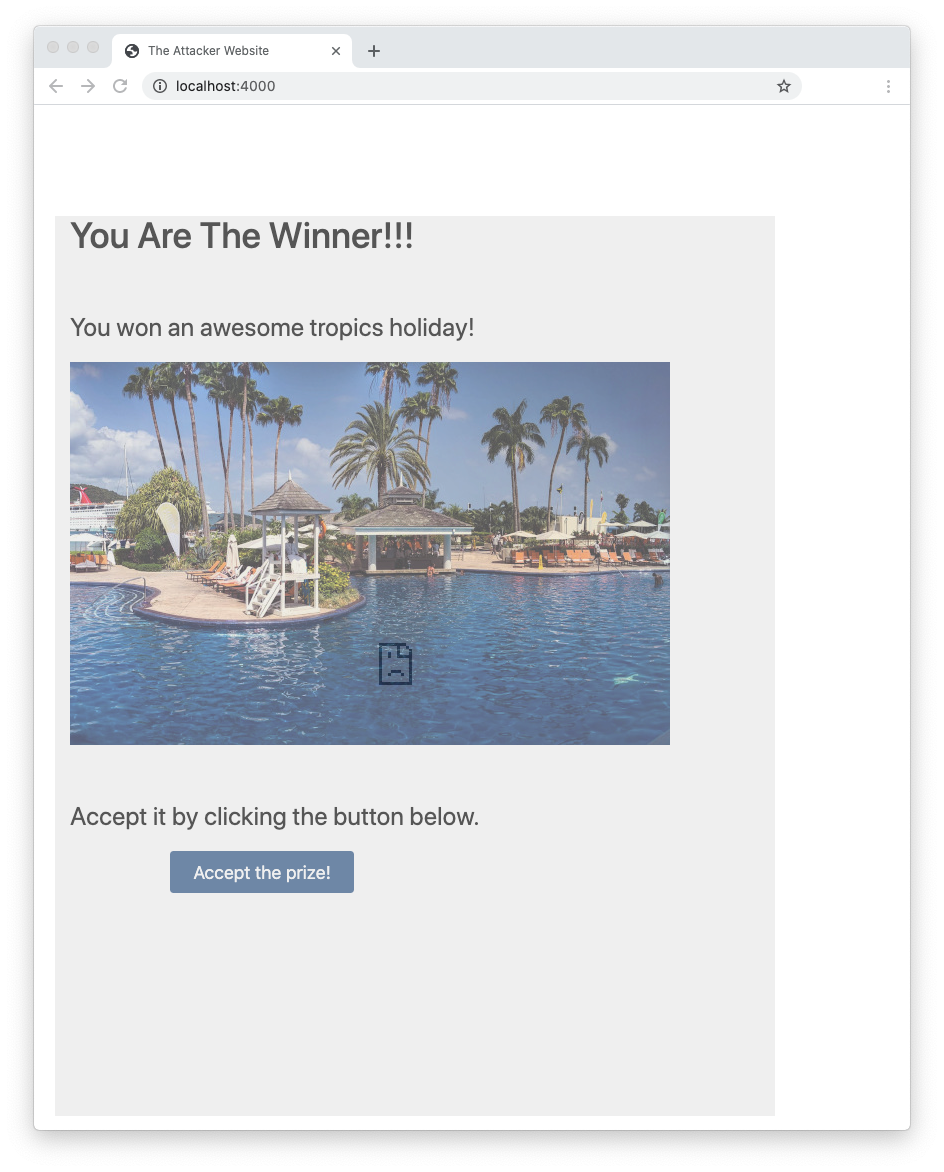 The Attacker Website
localhost:4000
You Are The Winner!!!
You won an awesome tropics holiday!
Accept it by clicking the button below.
Accept the prize!